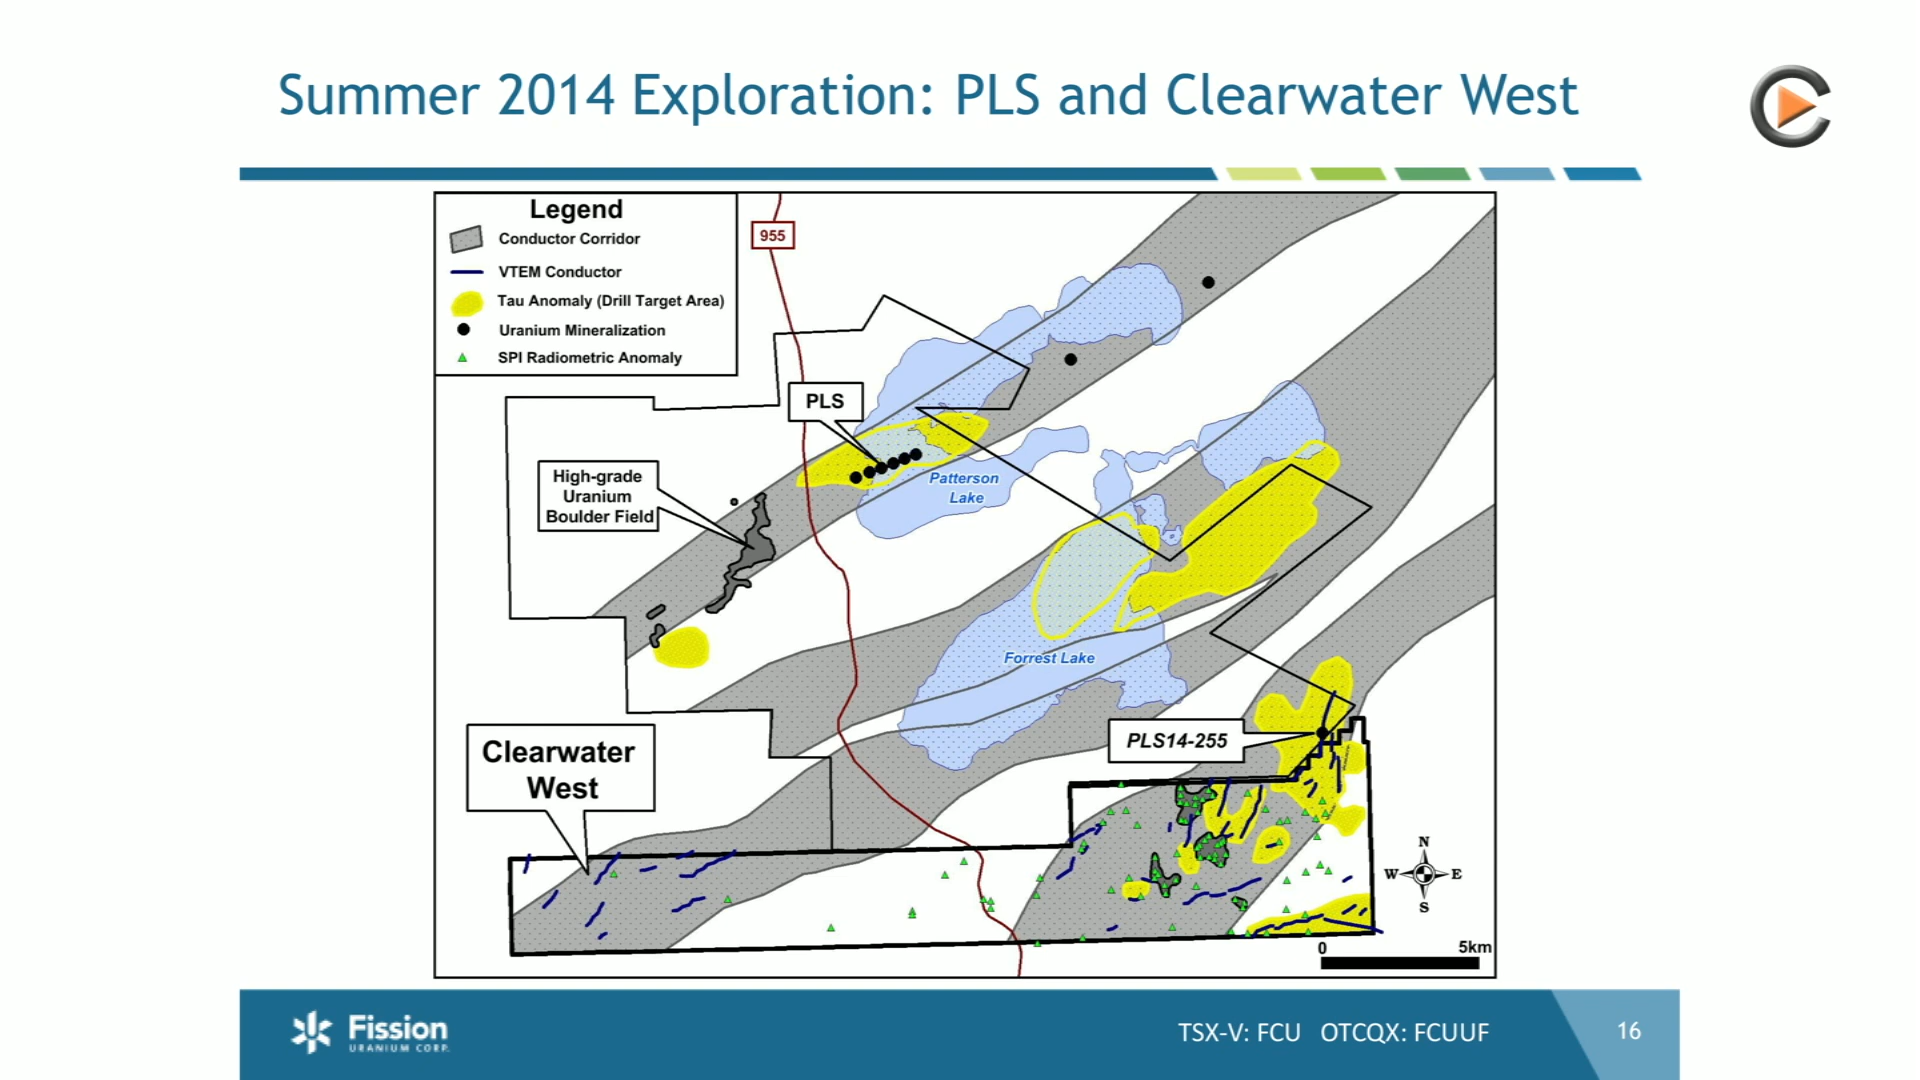 Summer 2014 Exploration: PLS and Clearwater West
Legend
Conductor Corridor
VTEM Conductor
Tau Anomaly (Drill Target Area)
Uranium Mineralization
SPI Radiometric Anomaly
955
PLS
High-grade
Uranium
Boulder Field
Patterson
Lake
Forrest Lake
PLS14-255
Clearwater
West
N
W E
S
0 5km
Fission
URANIUM CORP.
TSX-V: FCU OTCQX: FCUUF
16